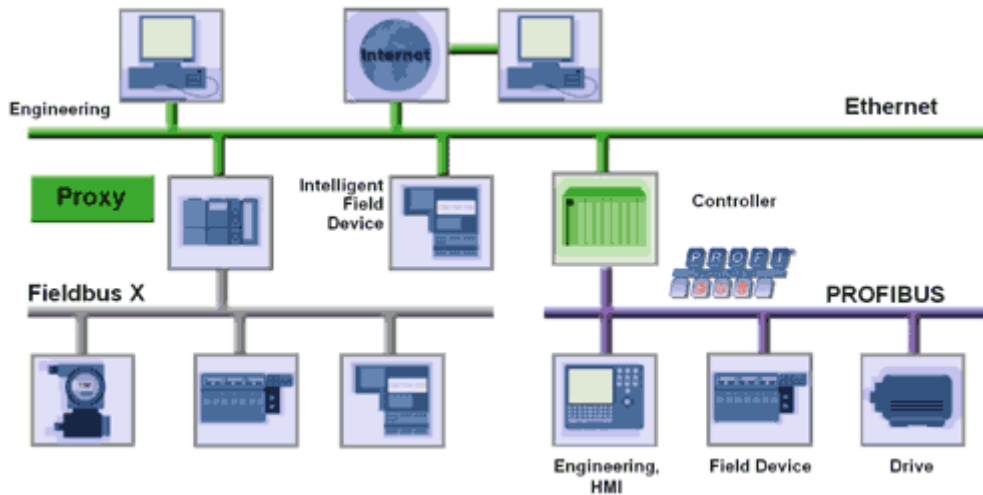 Internet
Engineering
Ethernet
Proxy
Intelligent
Field
Device
Controller
PROFI
BUS
Fieldbus X
PROFIBUS
Engineering,
HMI
Field Device
Drive